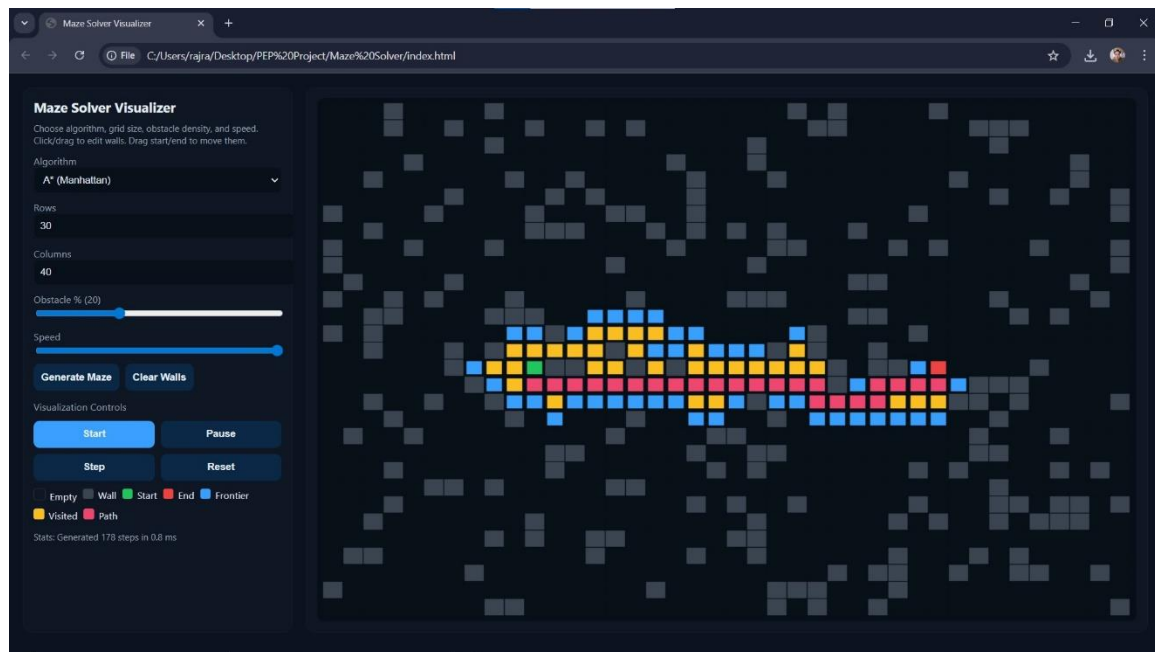 Maze Solver Visualizer
File C:/Users/rajra/Desktop/PEP%20Project/Maze%20Solver/index.html
Maze Solver Visualizer
Choose algorithm, grid size, obstacle density, and speed.
Click/drag to edit walls. Drag start/end to move them.
Algorithm
A* (Manhattan)
Rows
30
Columns
40
Obstacle % (20)
Speed
Generate Maze Clear Walls
Visualization Controls
Start Pause
Step Reset
Empty Wall Start End Frontier
Visited Path
Stats: Generated 178 steps in 0.8 ms